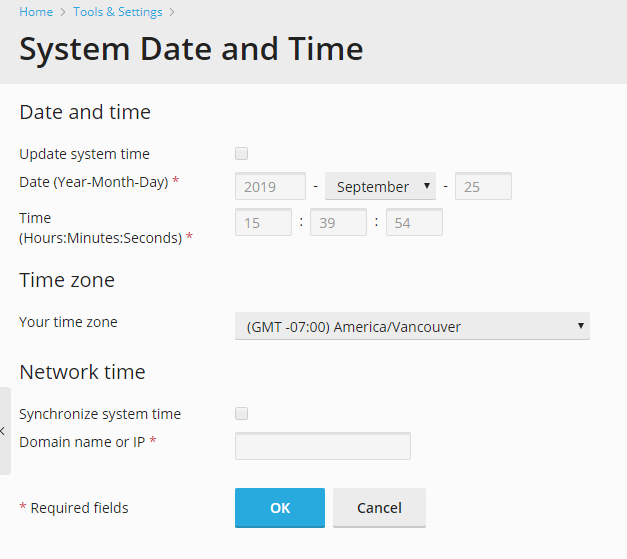 Home > Tools & Settings >
System Date and Time
Date and time
Update system time
Date (Year-Month-Day) * 2019 - September - 25
Time
(Hours:Minutes:Seconds) * 15 : 39 : 54
Time zone
Your time zone (GMT -07:00) America/Vancouver
Network time
Synchronize system time
Domain name or IP *
* Required fields OK Cancel